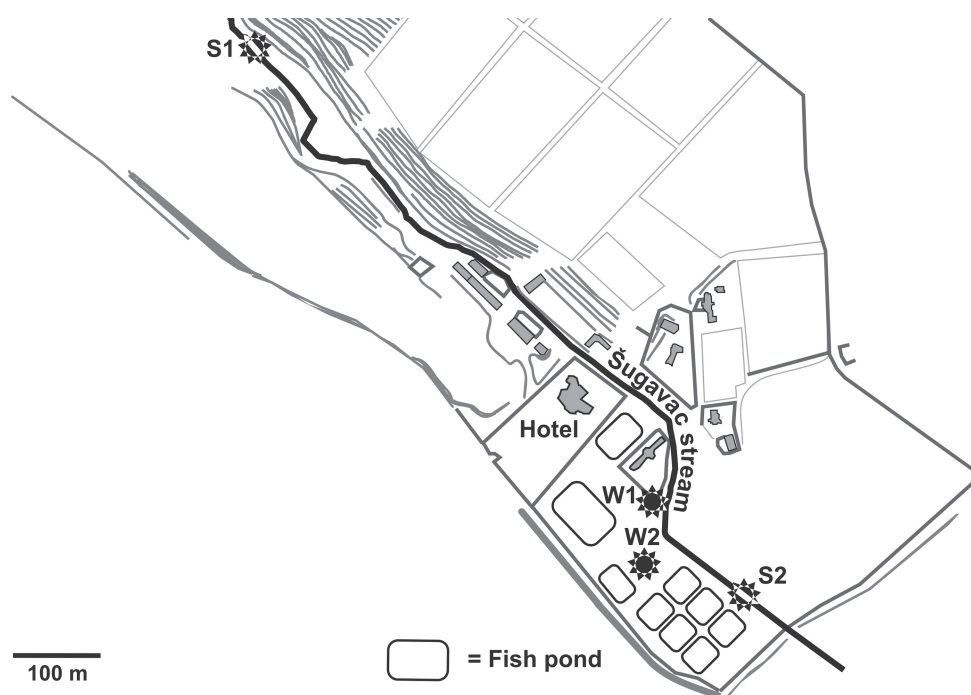 S1
Šugavac stream
Hotel
W1
W2
S2
100 m
= Fish pond